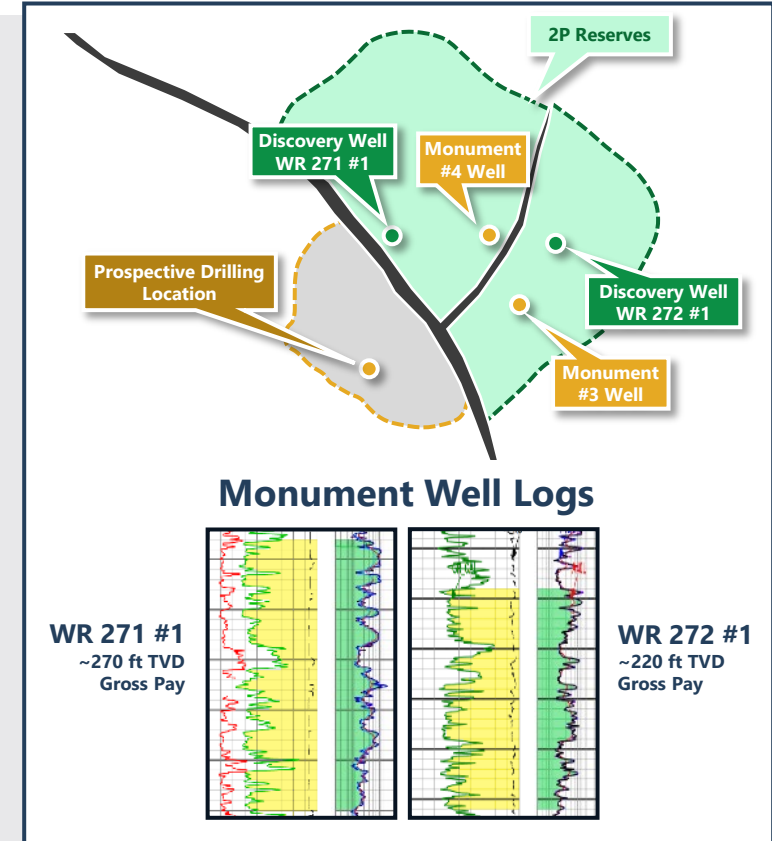 2P Reserves
Discovery Well
WR 271 #1
Monument
#4 Well
Prospective Drilling
Location
Discovery Well
WR 272 #1
Monument
#3 Well
Monument Well Logs
WR 271 #1
~270 ft TVD
Gross Pay
WR 272 #1
~220 ft TVD
Gross Pay